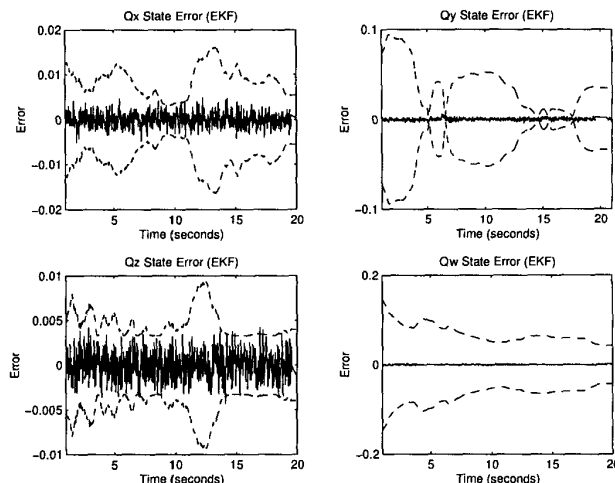 Qx State Error (EKF)
0.02
0.01
0
−0.01
−0.02
Error
5
10
15
20
Time (seconds)
Qy State Error (EKF)
0.1
0
−0.1
Error
5
10
15
20
Time (seconds)
Qz State Error (EKF)
0.01
0.005
0
−0.005
−0.01
Error
5
10
15
20
Time (seconds)
Qw State Error (EKF)
0.2
0
−0.2
Error
5
10
15
20
Time (seconds)